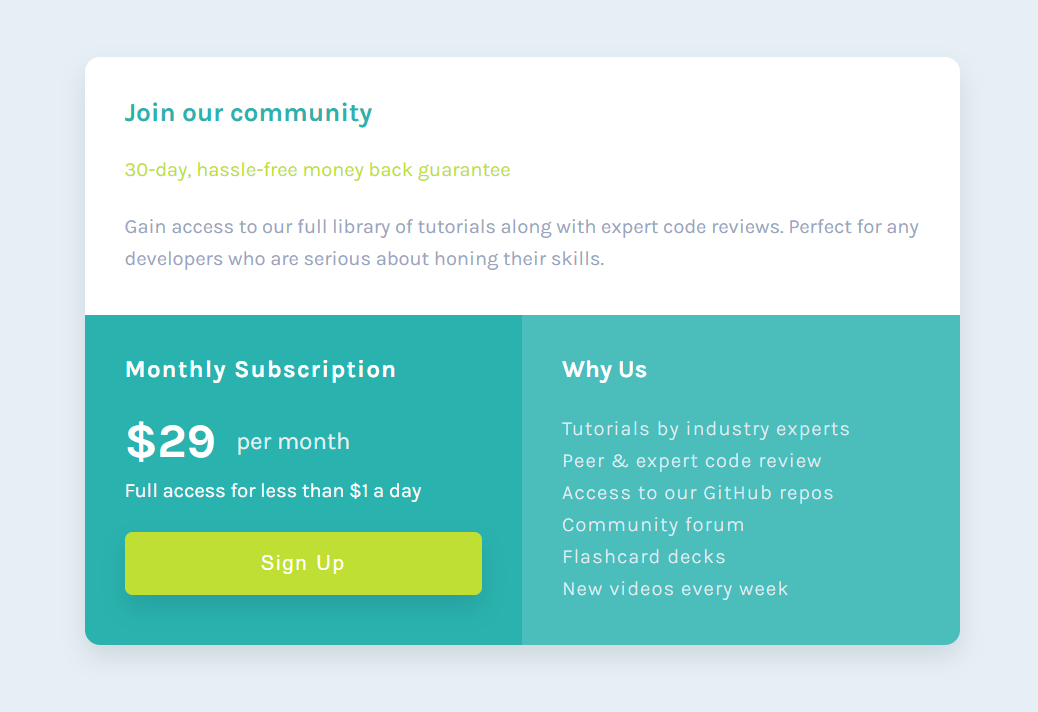 Join our community
30-day, hassle-free money back guarantee
Gain access to our full library of tutorials along with expert code reviews. Perfect for any
developers who are serious about honing their skills.
Monthly Subscription
$29 per month
Full access for less than $1 a day
Sign Up
Why Us
Tutorials by industry experts
Peer & expert code review
Access to our GitHub repos
Community forum
Flashcard decks
New videos every week